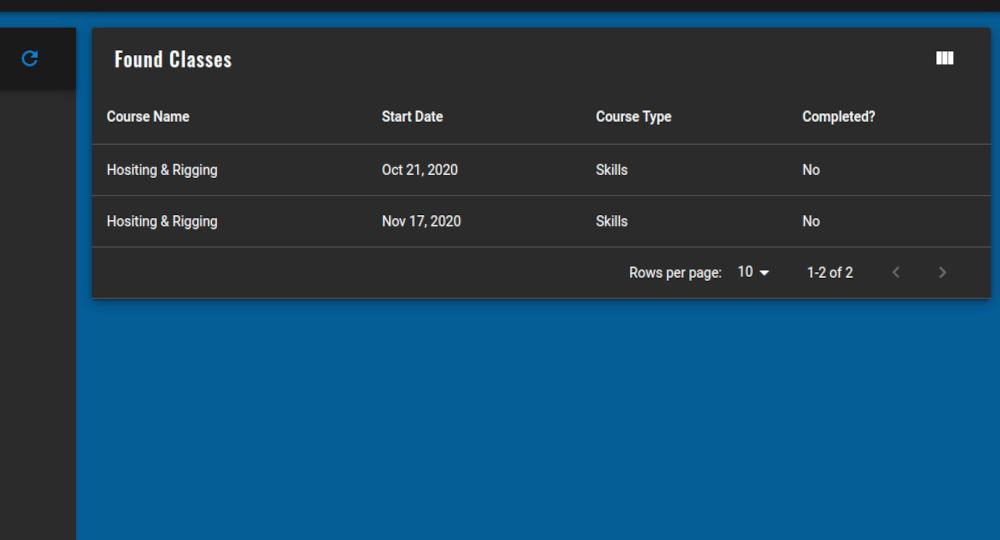 Found Classes
Course Name Start Date Course Type Completed?
Hositing & Rigging Oct 21, 2020 Skills No
Hositing & Rigging Nov 17, 2020 Skills No
Rows per page: 10 1-2 of 2